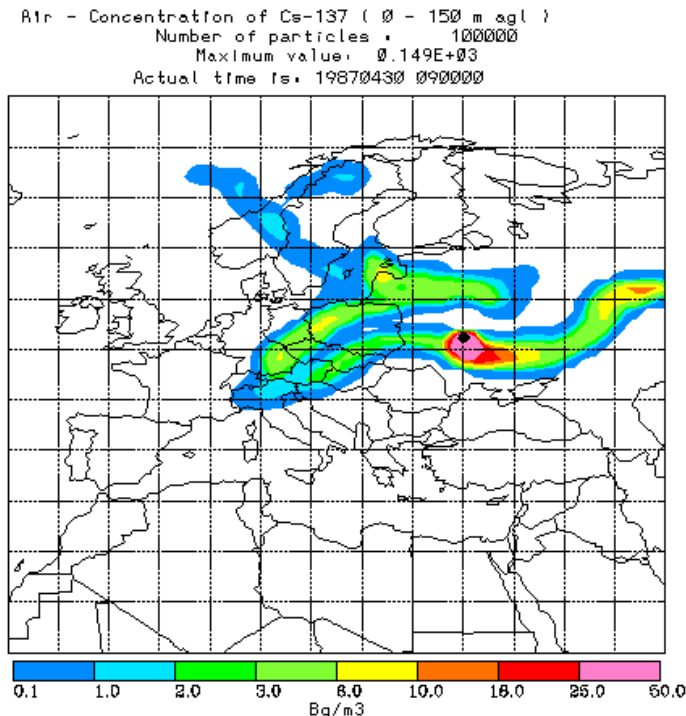 Air - Concentration of Cs-137 ( 0 - 150 m agl )
Number of particles : 100000
Maximum value: 0.149E+03
Actual time is: 19870430 090000
0.1 1.0 2.0 3.0 6.0 10.0 18.0 25.0 50.0
Bq/m3